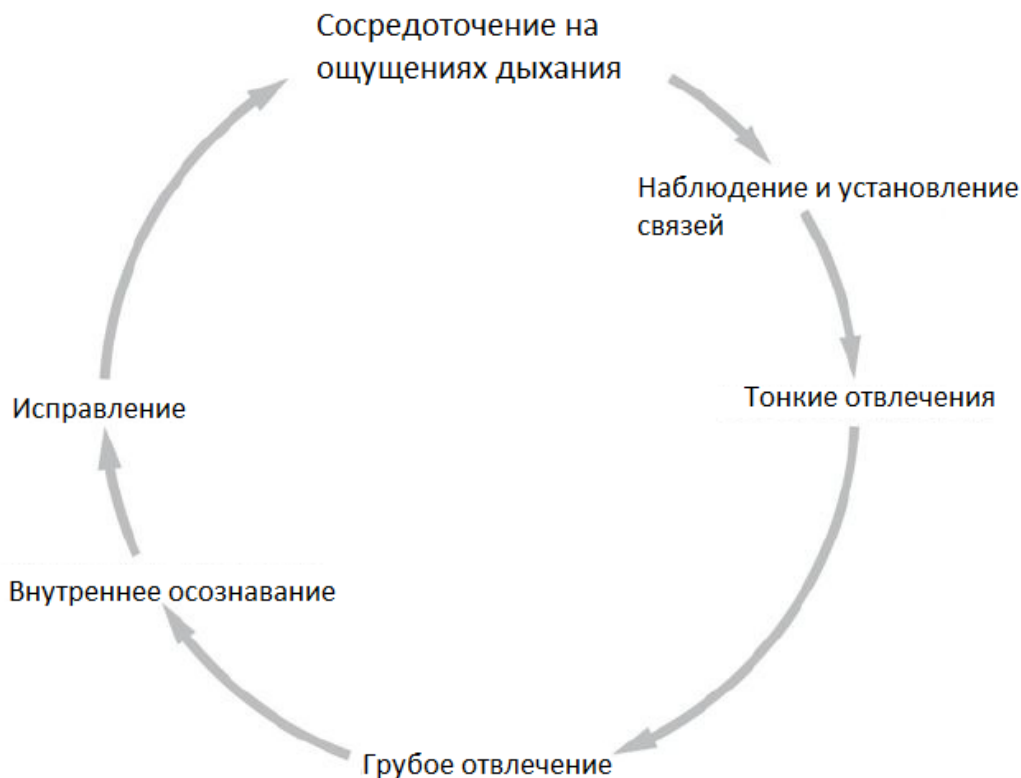 Сосредоточение на
ощущениях дыхания
Наблюдение и установление
связей
Тонкие отвлечения
Грубое отвлечение
Внутреннее осознавание
Исправление